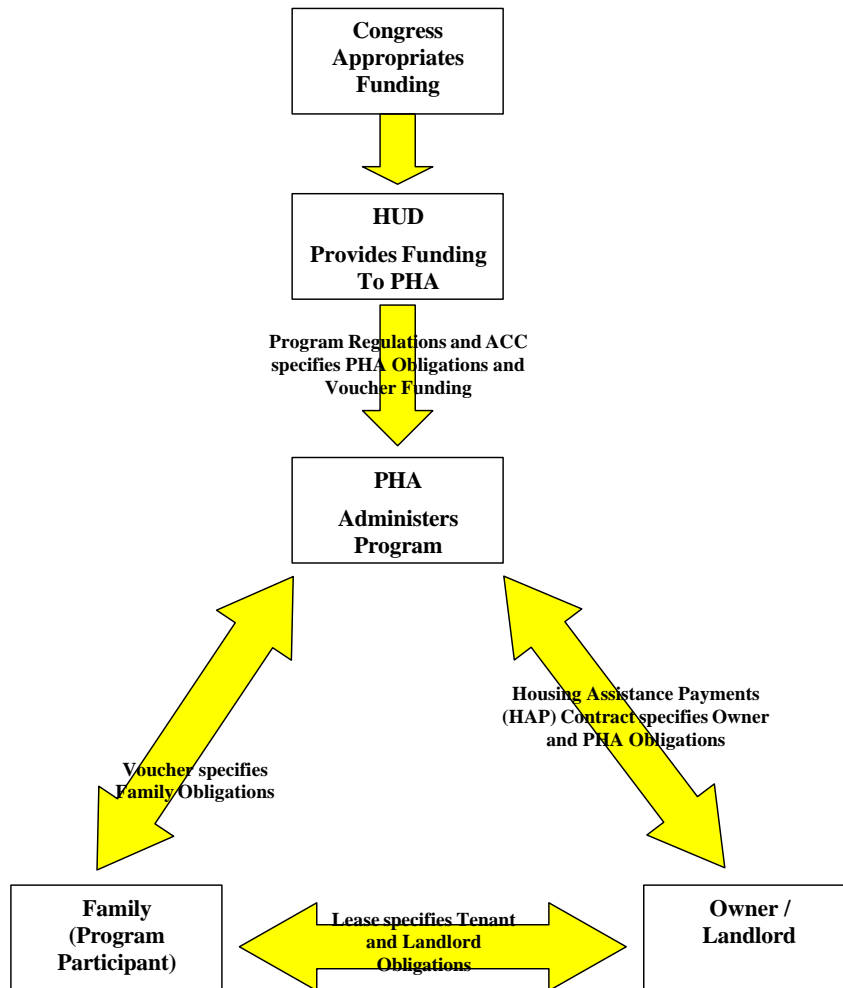 Congress
Appropriates
Funding
HUD
Provides Funding
To PHA
Program Regulations and ACC
specifies PHA Obligations and
Voucher Funding
PHA
Administers
Program
Housing Assistance Payments
(HAP) Contract specifies Owner
and PHA Obligations
Voucher specifies
Family Obligations
Family
(Program
Participant)
Lease specifies Tenant
and Landlord
Obligations
Owner /
Landlord